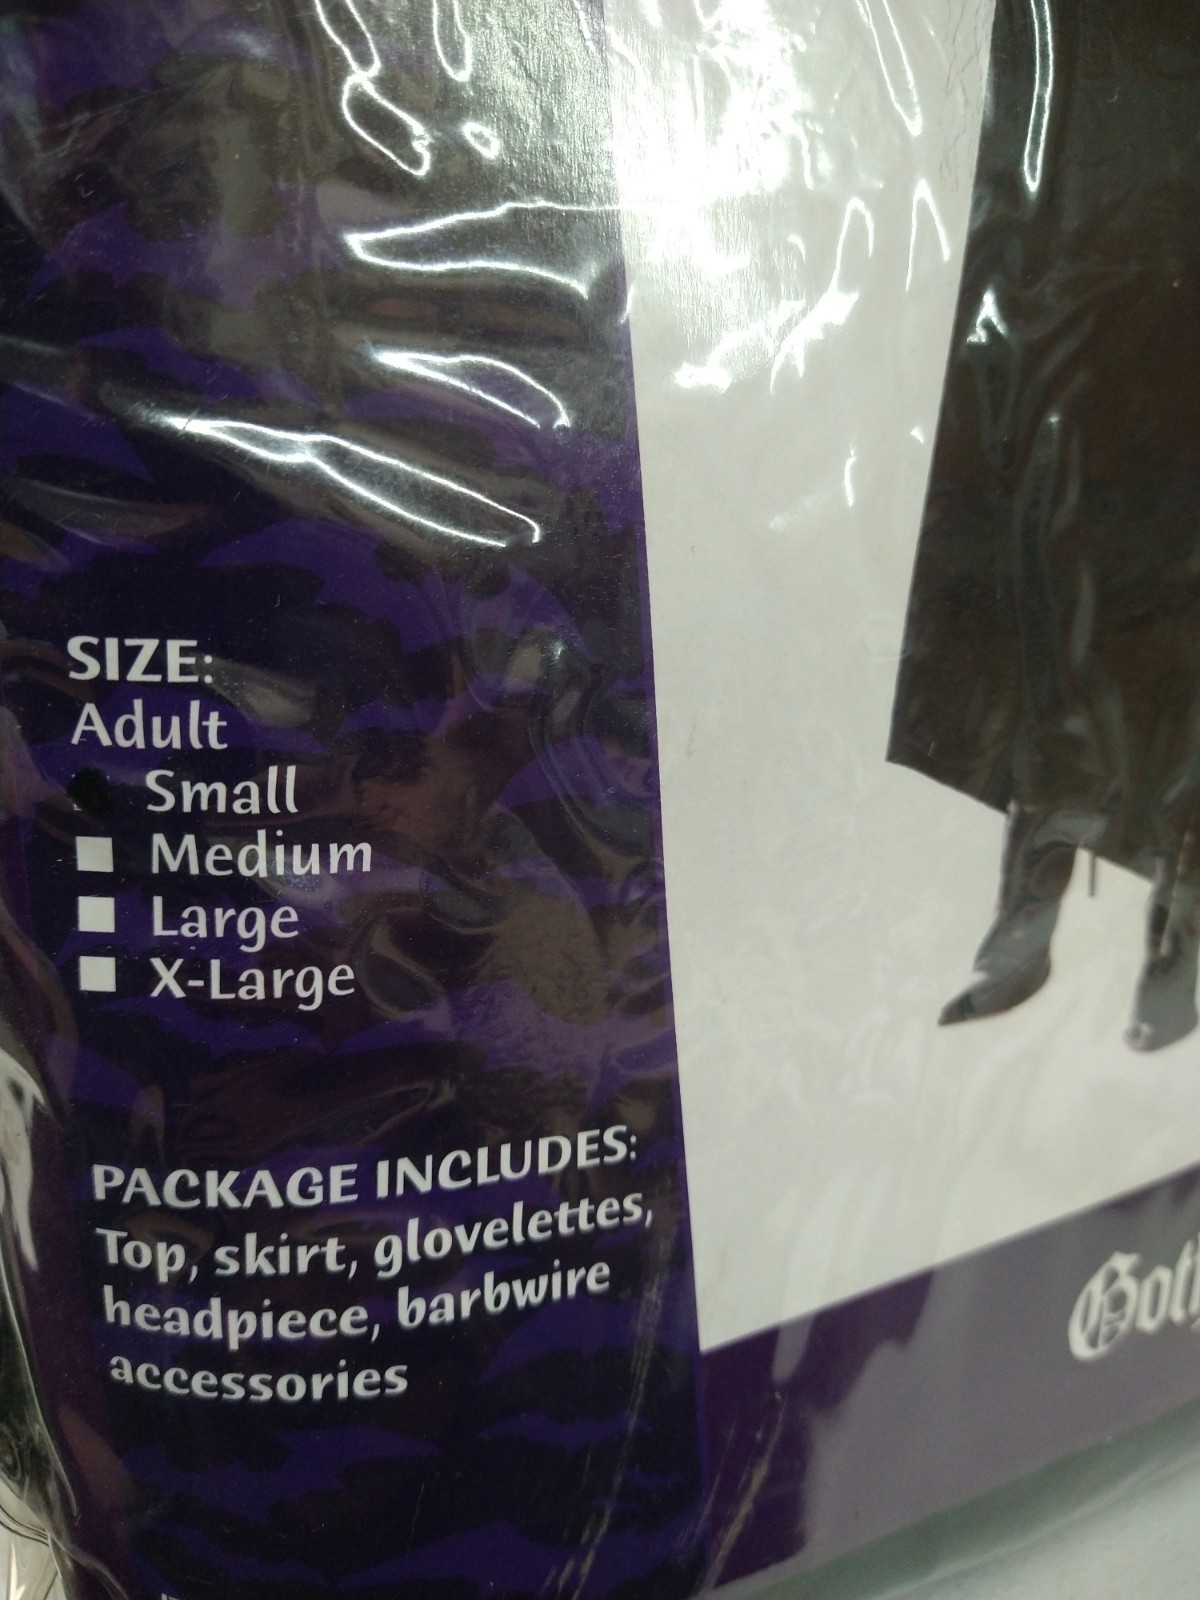 SIZE:
Adult
Small
Medium
Large
X-Large
PACKAGE INCLUDES:
Top, skirt, glovelettes,
headpiece, barbwire
accessories